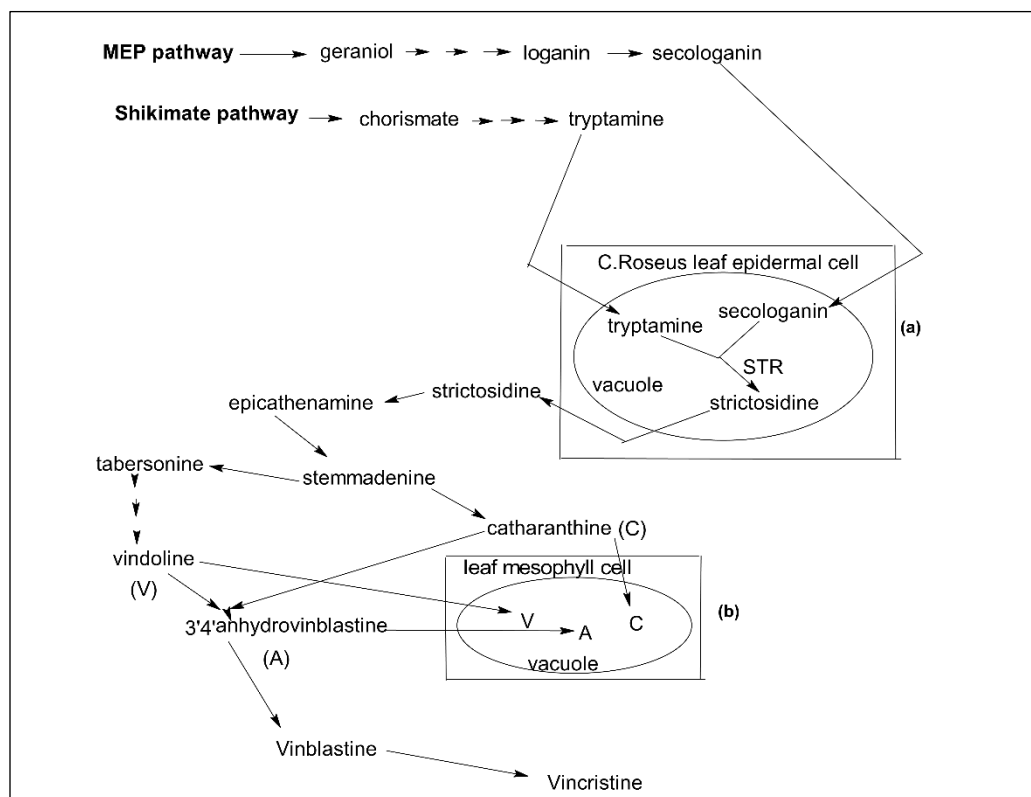 MEP pathway geraniol loganin secologanin
Shikimate pathway chorismate tryptamine
C.Roseus leaf epidermal cell
secologanin
tryptamine
(a)
STR
vacuole
strictosidine
strictosidine
epicathenamine
tabersonine
stemmadenine
catharanthine (C)
vindoline
(V)
leaf mesophyll cell
(b)
V
C
A
3'4'anhydrovinblastine
(A)
vacuole
Vinblastine
Vincristine